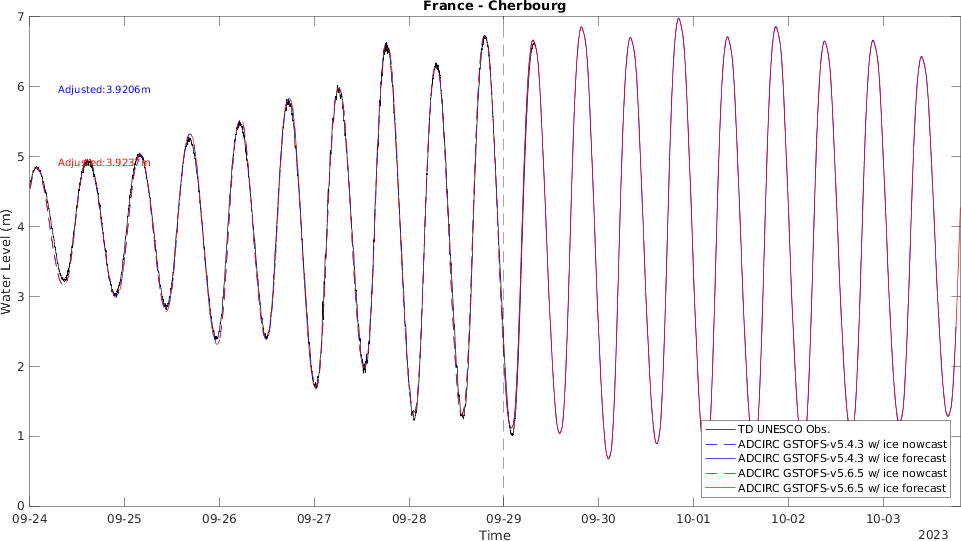 France - Cherbourg
7
6
5
4
3
2
1
0
Water Level (m)
Adjusted:3.9206m
Adjusted:3.9237m
TD UNESCO Obs.
ADCIRC GSTOFS-v5.4.3 w/ ice nowcast
ADCIRC GSTOFS-v5.4.3 w/ ice forecast
ADCIRC GSTOFS-v5.6.5 w/ ice nowcast
ADCIRC GSTOFS-v5.6.5 w/ ice forecast
09-24 09-25 09-26 09-27 09-28 09-29 09-30 10-01 10-02 10-03
Time
2023